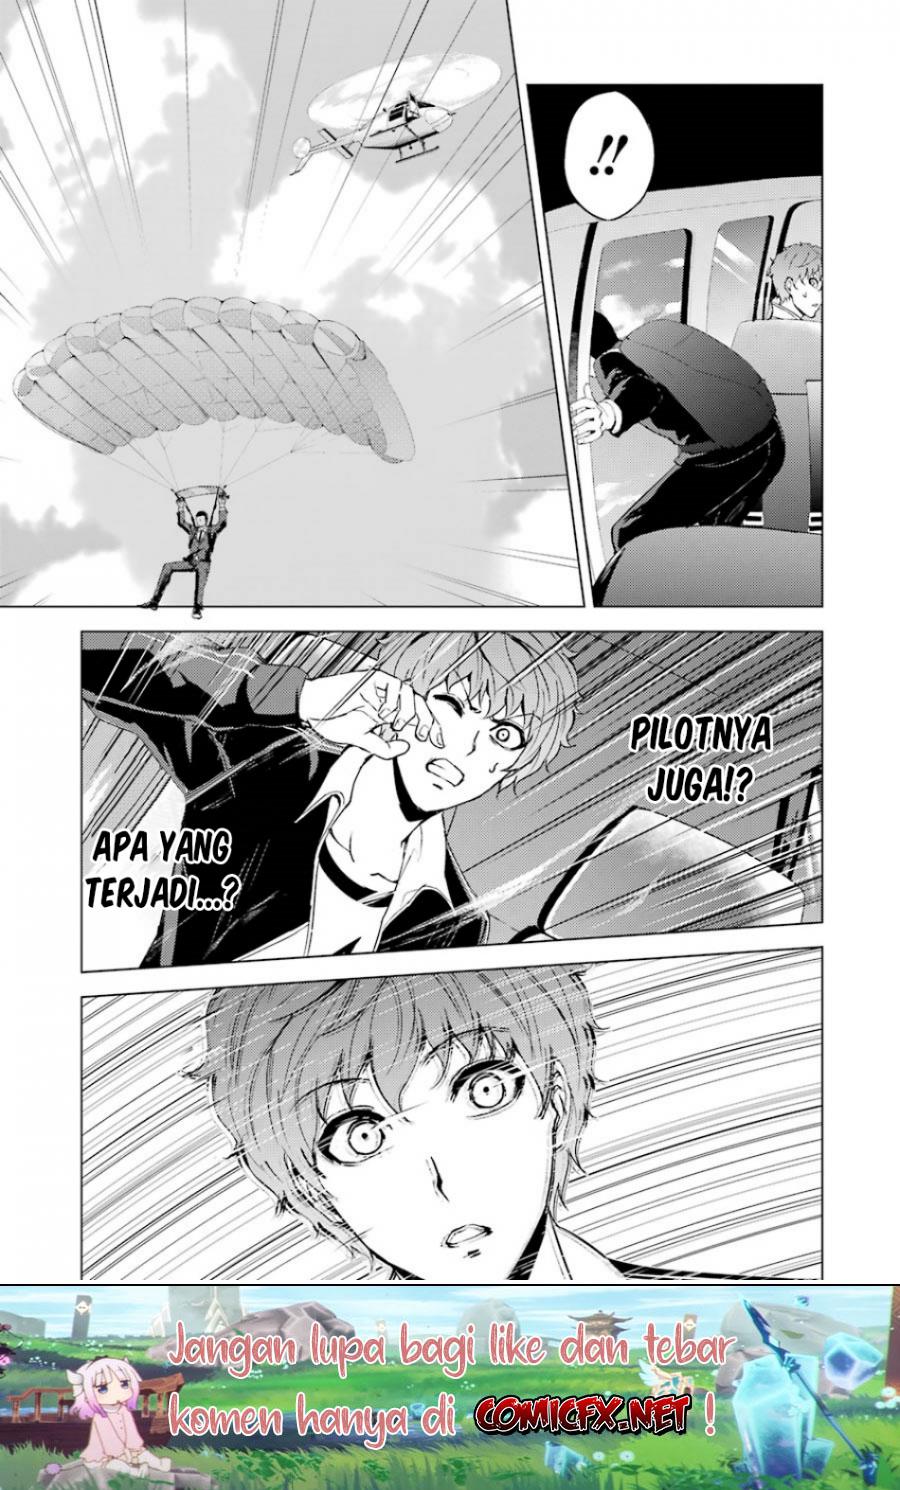 !!
PILOTNYA
JUGA!?
APA YANG
TERJADI...?
Jangan lupa bagi like dan tebar
komen hanya di COMICFX.NET !